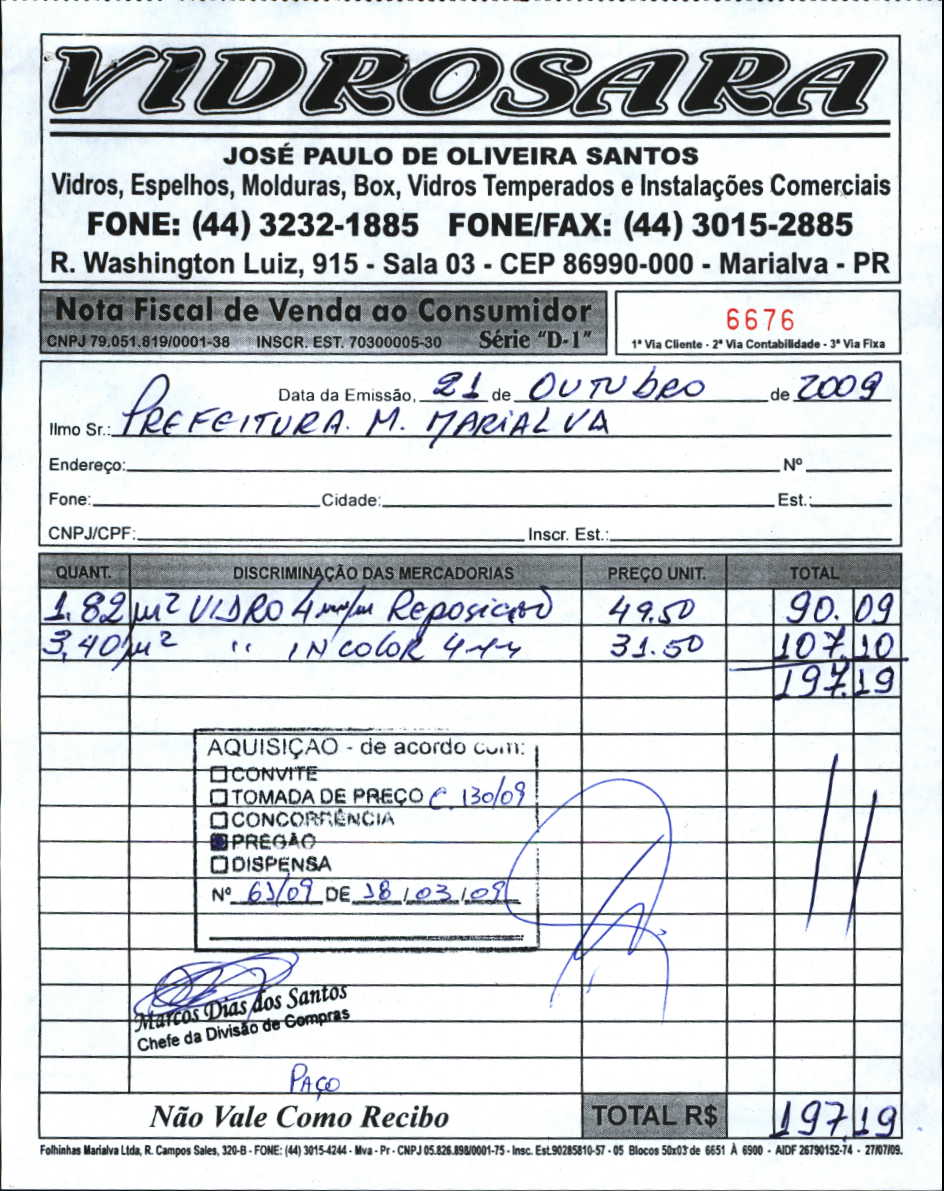 VIDROSARA
JOSÉ PAULO DE OLIVEIRA SANTOS
Vidros, Espelhos, Molduras, Box, Vidros Temperados e Instalações Comerciais
FONE: (44) 3232-1885 FONE/FAX: (44) 3015-2885
R. Washington Luiz, 915 - Sala 03 - CEP 86990-000 - Marialva - PR
Nota Fiscal de Venda ao Consumidor
CNPJ 79.051.819/0001-38 INSCR. EST. 70300005-30 Série "D-1"
6676
1ª Via Cliente - 2ª Via Contabilidade - 3ª Via Fixa
Data da Emissão, 21 de OUTUbRO de 2009
Ilmo Sr.: PREFEITURA. M. MARIALVA
Endereço: Nº
Fone: Cidade: Est.:
CNPJ/CPF: Inscr. Est.:
QUANT. DISCRIMINAÇÃO DAS MERCADORIAS PREÇO UNIT. TOTAL
1.82 m² VIDRO 4 m/m Reposição 49.50 90.09
3,40 m² " INcoloR 4 31.50 107,10
197,19
AQUISIÇÃO - de acordo com:
CONVITE
TOMADA DE PREÇO C. 130/09
CONCORRÊNCIA
PREGÃO
DISPENSA
Nº 61/09 DE 18/03/09
Marcos Dias dos Santos
Chefe da Divisão de Compras
PAÇO
Não Vale Como Recibo TOTAL R$ 197,19
Folhinhas Marialva Ltda, R. Campos Sales, 320-B - FONE: (44) 3015-4244 - Mva - Pr - CNPJ 05.826.898/0001-75 - Insc. Est.90285810-57 - 05 Blocos 50x03 de 6651 À 6900 - AIDF 26790152-74 - 27/07/09.